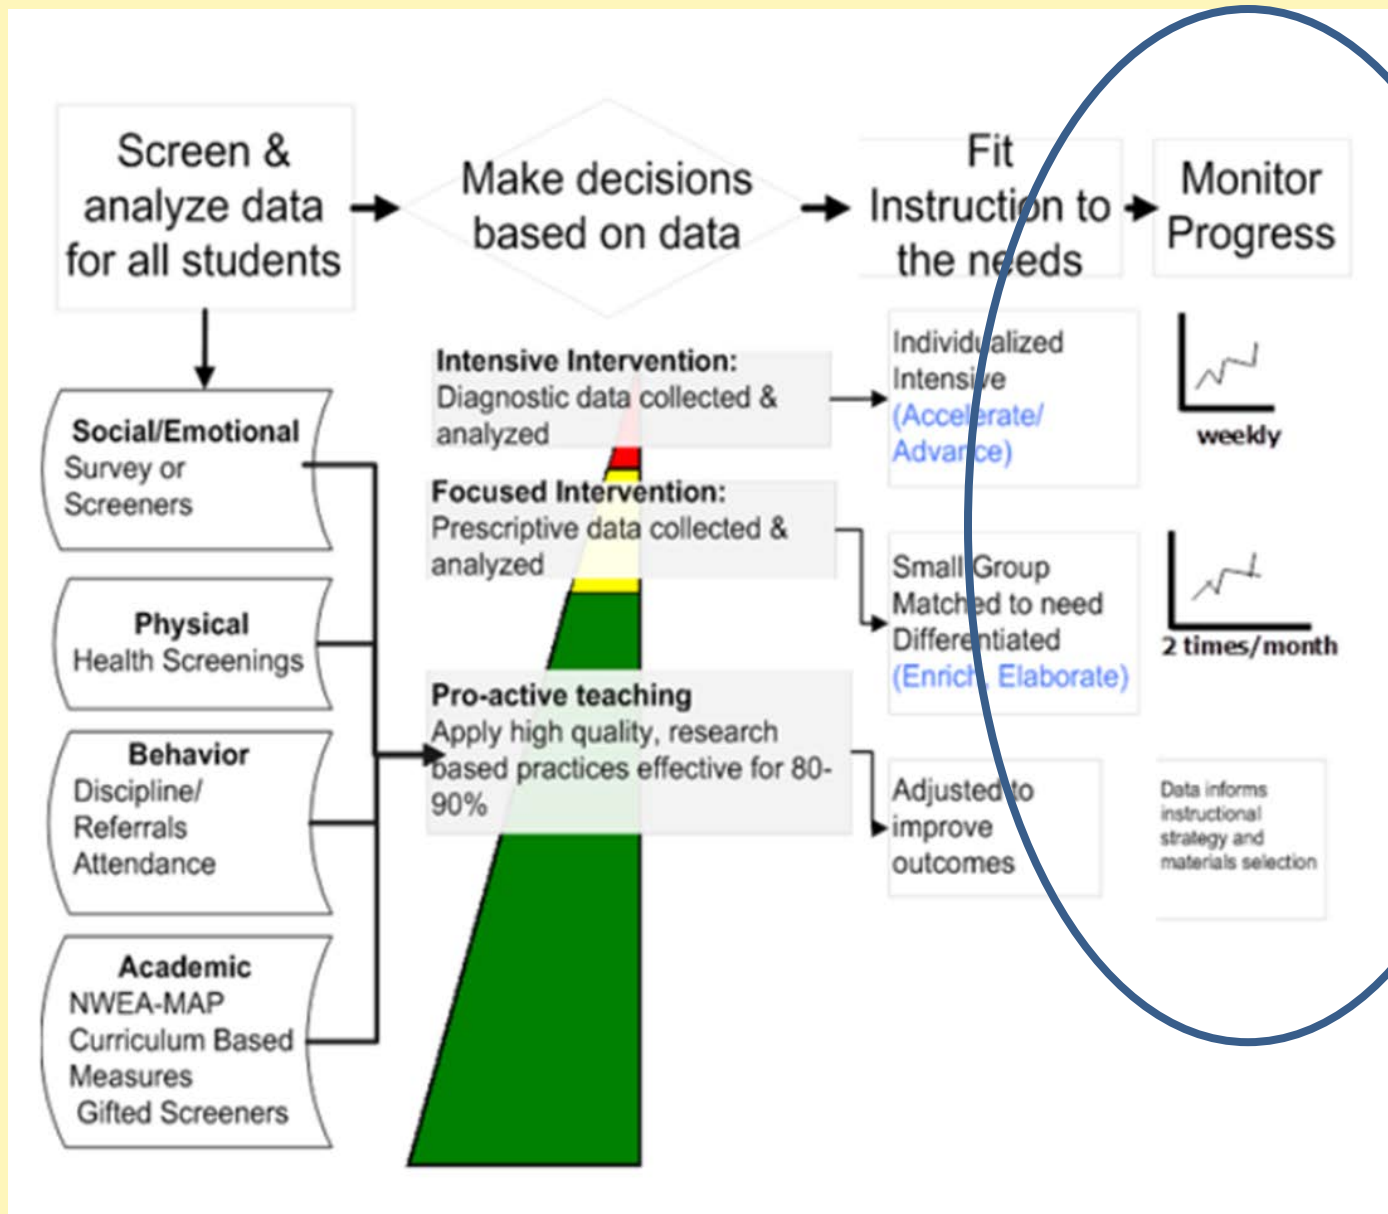 Screen &
analyze data
for all students
Make decisions
based on data
Fit
Instruction to
the needs
Monitor
Progress
Social/Emotional
Survey or
Screeners
Physical
Health Screenings
Behavior
Discipline/
Referrals
Attendance
Academic
NWEA-MAP
Curriculum Based
Measures
Gifted Screeners
Intensive Intervention:
Diagnostic data collected &
analyzed
Focused Intervention:
Prescriptive data collected &
analyzed
Pro-active teaching
Apply high quality, research
based practices effective for 80-
90%
Individualized
Intensive
(Accelerate/
Advance)
Small Group
Matched to need
Differentiated
(Enrich, Elaborate)
Adjusted to
improve
outcomes
weekly
2 times/month
Data informs
instructional
strategy and
materials selection